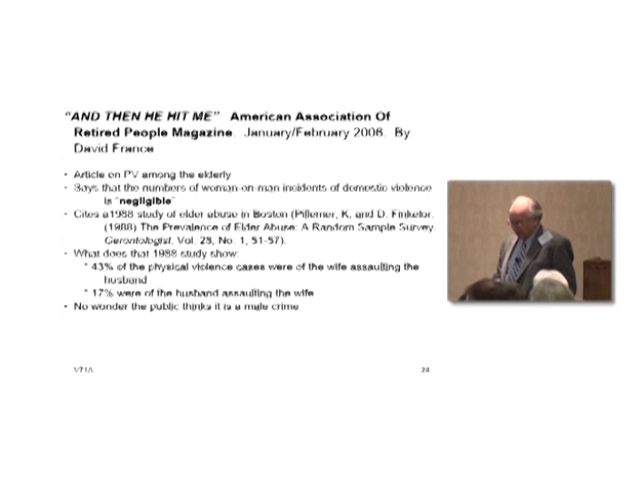 "AND THEN HE HIT ME" American Association Of
Retired People Magazine. January/February 2006. By
David France
• Article on PV among the elderly
• Says that the numbers of woman-on-man incidents of domestic violence
is "negligible"
• Cites a 1988 study of elder abuse in Boston (Pillemer, K. and D. Finkelor.
(1988) The Prevalence of Elder Abuse: A Random Sample Survey.
Gerontologist, Vol. 28, No. 1, 51-57).
• What does that 1988 study show:
* 43% of the physical violence cases were of the wife assaulting the
husband
* 17% were of the husband assaulting the wife
• No wonder the public thinks it is a male crime
24